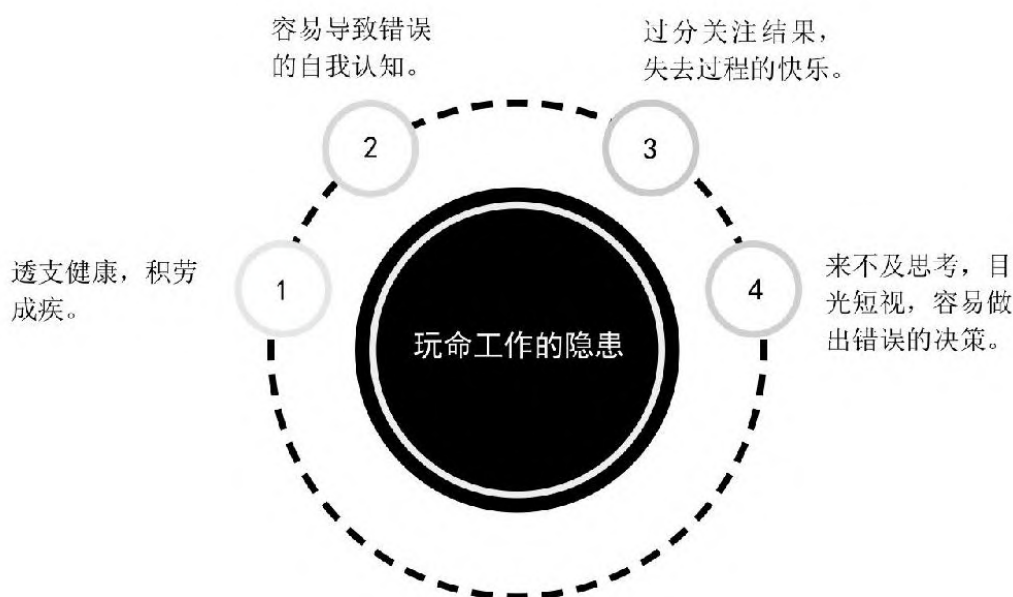 容易导致错误
的自我认知。
过分关注结果，
失去过程的快乐。
2
3
透支健康，积劳
成疾。
1
4
来不及思考，目
光短视，容易做
出错误的决策。
玩命工作的隐患